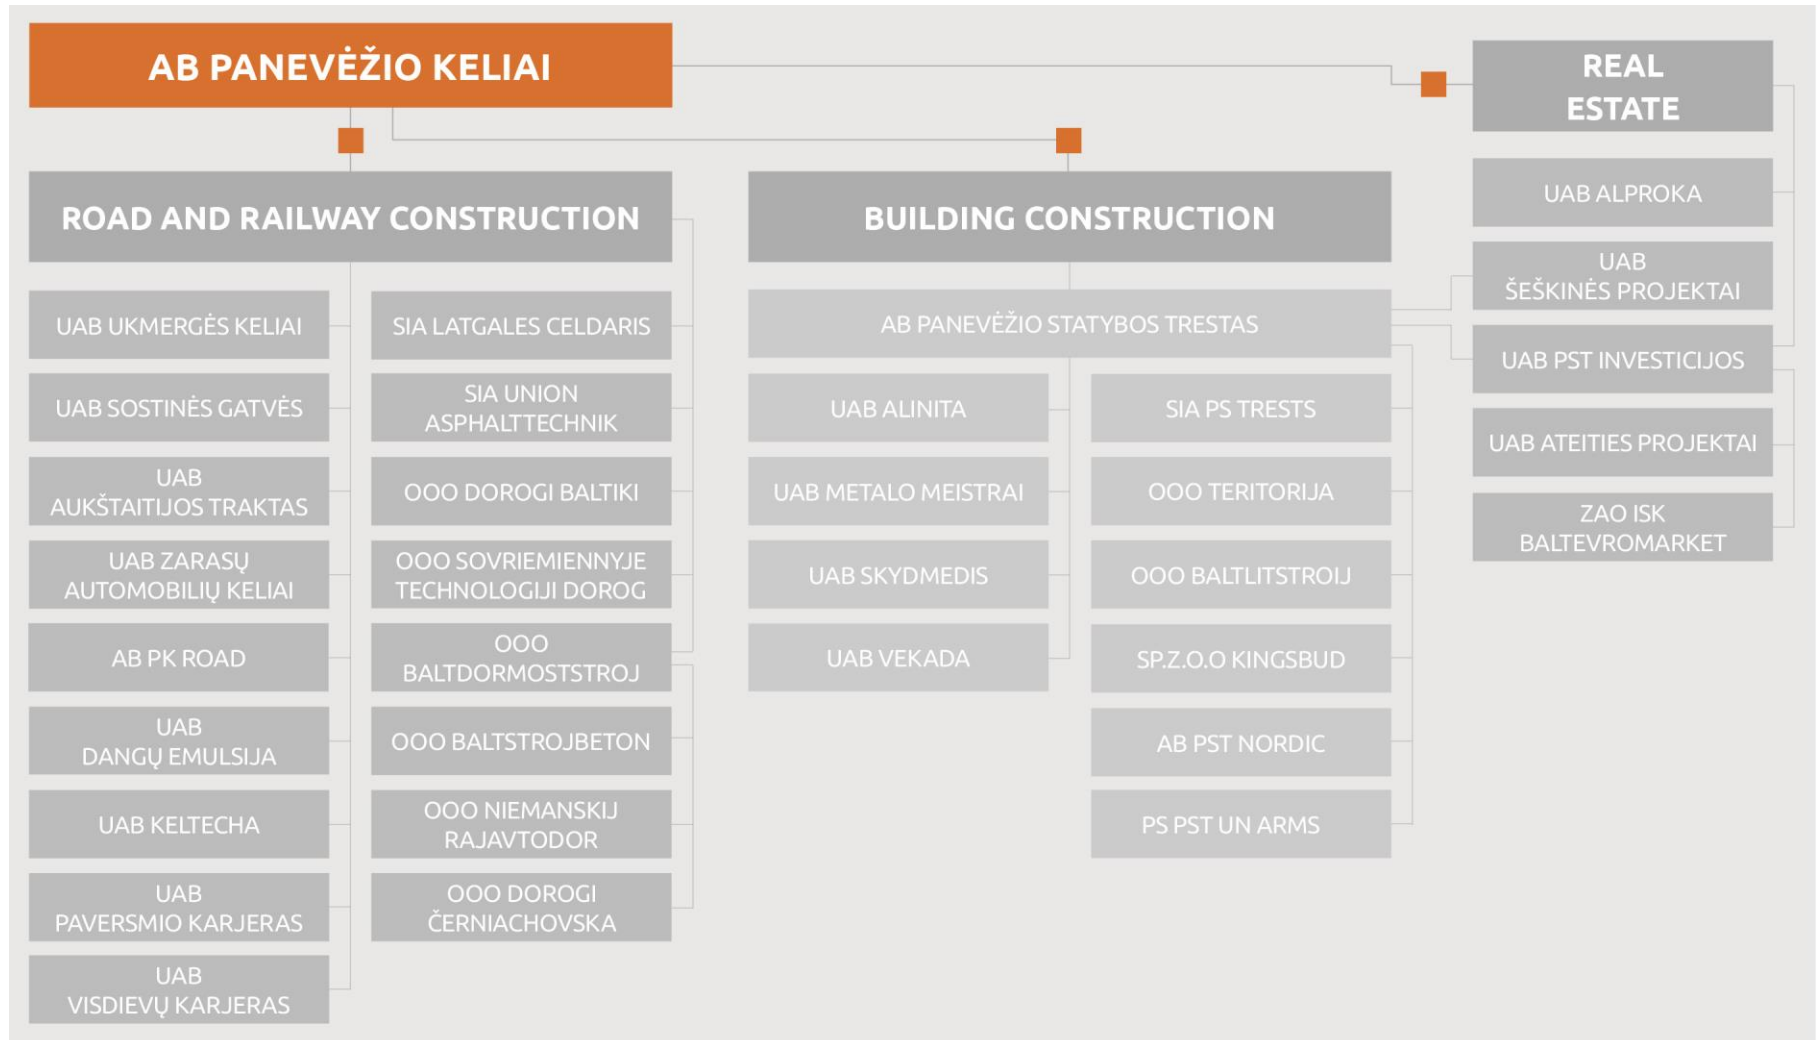 AB PANEVĖŽIO KELIAI
REAL
ESTATE
ROAD AND RAILWAY CONSTRUCTION
UAB UKMERGĖS KELIAI
UAB SOSTINĖS GATVĖS
UAB
AUKŠTAITIJOS TRAKTAS
UAB ZARASŲ
AUTOMOBILIŲ KELIAI
AB PK ROAD
UAB
DANGŲ EMULSIJA
UAB KELTECHA
UAB
PAVERSMIO KARJERAS
UAB
VISDIEVŲ KARJERAS
SIA LATGALES CELDARIS
SIA UNION
ASPHALTTECHNIK
OOO DOROGI BALTIKI
OOO SOVRIEMIENNYJE
TECHNOLOGIJI DOROG
OOO
BALTDORMOSTSTROJ
OOO BALTSTROJBETON
OOO NIEMANSKIJ
RAJAVTODOR
OOO DOROGI
ČERNIACHOVSKA
BUILDING CONSTRUCTION
AB PANEVĖŽIO STATYBOS TRESTAS
UAB ALINITA
UAB METALO MEISTRAI
UAB SKYDMEDIS
UAB VEKADA
SIA PS TRESTS
OOO TERITORIJA
OOO BALTLITSTROIJ
SP.Z.O.O KINGSBUD
AB PST NORDIC
PS PST UN ARMS
UAB ALPROKA
UAB
ŠEŠKINĖS PROJEKTAI
UAB PST INVESTICIJOS
UAB ATEITIES PROJEKTAI
ZAO ISK
BALTEVROMARKET